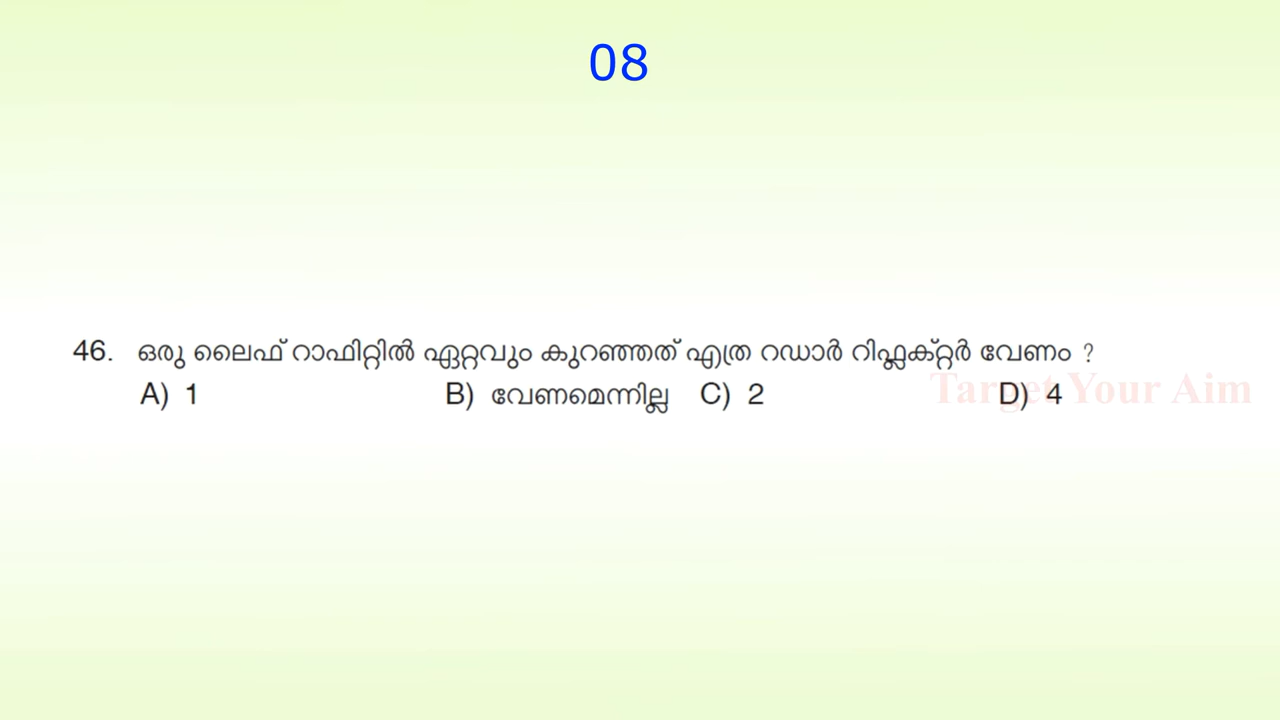 08
46. ഒരു ലൈഫ് റാഫിറ്റിൽ ഏറ്റവും കുറഞ്ഞത് എത്ര റഡാർ റിഫ്ലക്റ്റർ വേണം ?
A) 1 B) വേണമെന്നില്ല C) 2 D) 4
Target Your Aim